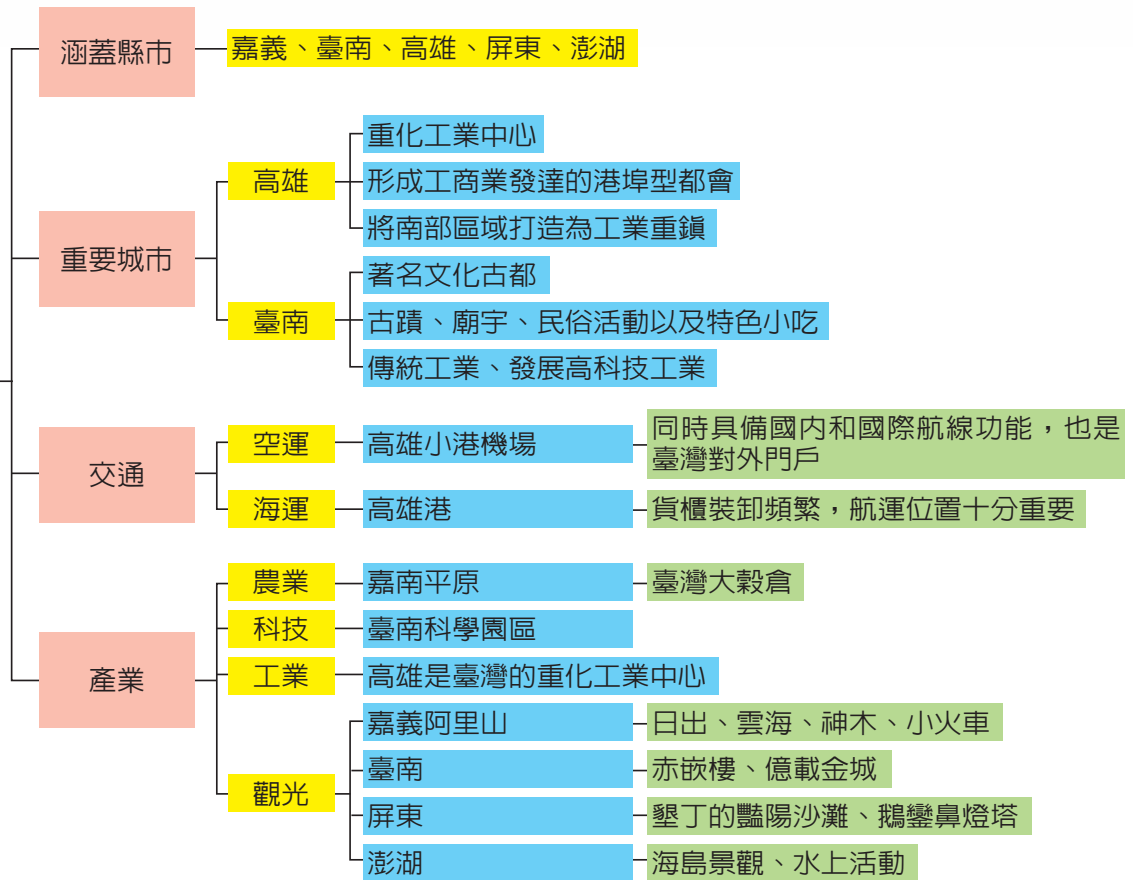 涵蓋縣市
嘉義、臺南、高雄、屏東、澎湖
重要城市
高雄
重化工業中心
形成工商業發達的港埠型都會
將南部區域打造為工業重鎮
臺南
著名文化古都
古蹟、廟宇、民俗活動以及特色小吃
傳統工業、發展高科技工業
交通
空運
高雄小港機場
同時具備國內和國際航線功能，也是
臺灣對外門戶
海運
高雄港
貨櫃裝卸頻繁，航運位置十分重要
產業
農業
嘉南平原
臺灣大穀倉
科技
臺南科學園區
工業
高雄是臺灣的重化工業中心
觀光
嘉義阿里山
日出、雲海、神木、小火車
臺南
赤嵌樓、億載金城
屏東
墾丁的豔陽沙灘、鵝鑾鼻燈塔
澎湖
海島景觀、水上活動